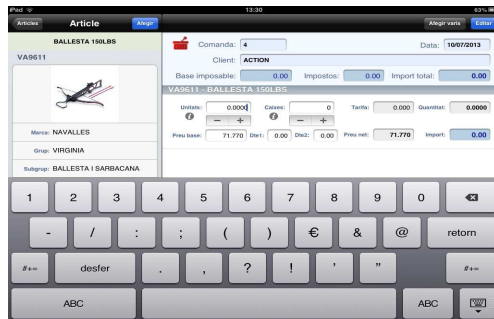 iPad 13:30 63%
Articles Article Afegir Afegir varis Editar
BALLESTA 150LBS
VA9611
Marca: NAVALLES
Grup: VIRGINIA
Subgrup: BALLESTA I SARBACANA
Comanda: 4 Data: 10/07/2013
Client: ACTION
Base imposable: 0.00 Impostos: 0.00 Import total: 0.00
VA9611 - BALLESTA 150LBS
Unitats: 0.0000 Caixes: 0 Tarifa: 0.000 Quantitat: 0.0000
- + - +
Preu base: 71.770 Dte1: 0.00 Dte2: 0.00 Preu net: 71.770 Import: 0.00
1 2 3 4 5 6 7 8 9 0
- / : ; ( ) € & @ retorn
#+= desfer . , ? ! ' " #+=
ABC ABC